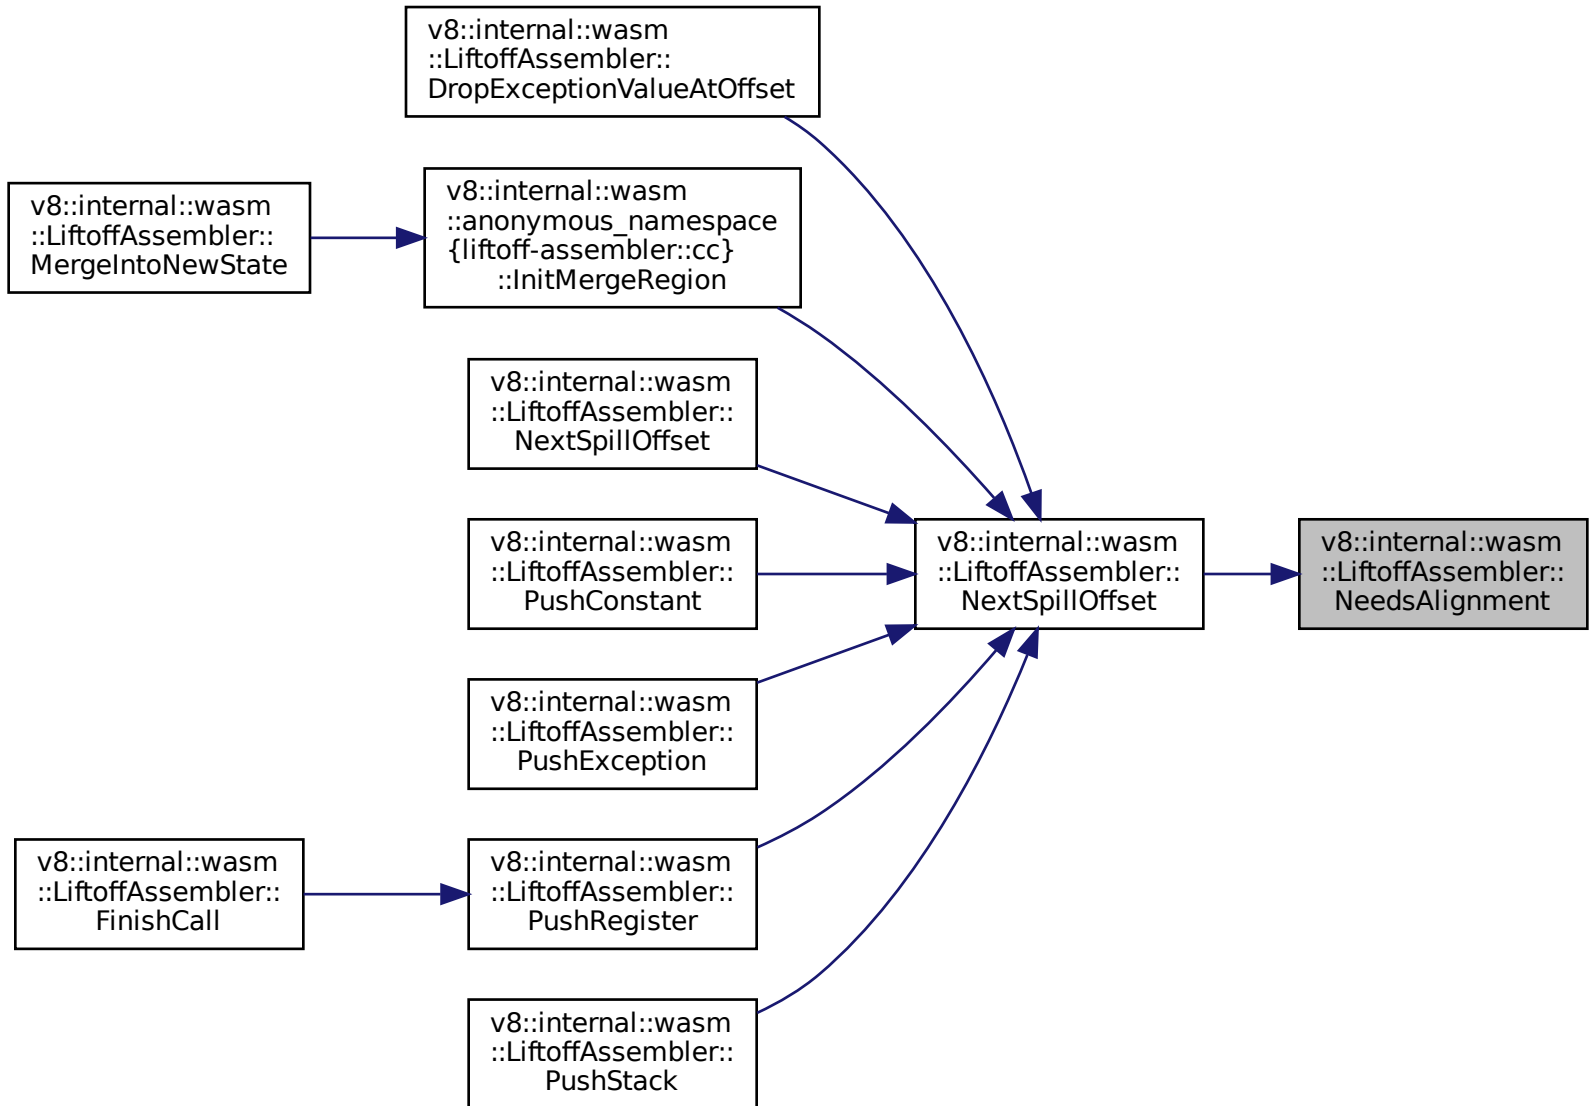 v8::internal::wasm
::LiftoffAssembler::
DropExceptionValueAtOffset
v8::internal::wasm
::LiftoffAssembler::
MergeIntoNewState
v8::internal::wasm
::anonymous_namespace
{liftoff-assembler::cc}
::InitMergeRegion
v8::internal::wasm
::LiftoffAssembler::
NextSpillOffset
v8::internal::wasm
::LiftoffAssembler::
PushConstant
v8::internal::wasm
::LiftoffAssembler::
NextSpillOffset
v8::internal::wasm
::LiftoffAssembler::
NeedsAlignment
v8::internal::wasm
::LiftoffAssembler::
PushException
v8::internal::wasm
::LiftoffAssembler::
FinishCall
v8::internal::wasm
::LiftoffAssembler::
PushRegister
v8::internal::wasm
::LiftoffAssembler::
PushStack